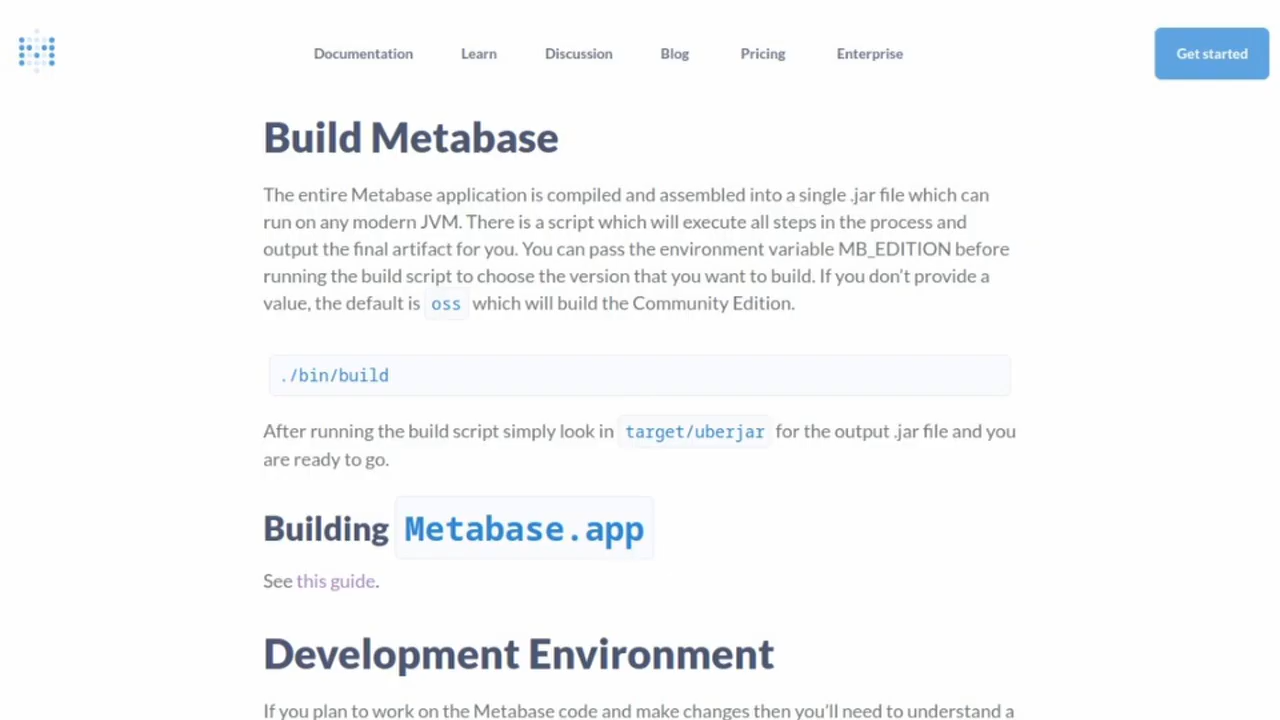 Documentation Learn Discussion Blog Pricing Enterprise Get started
Build Metabase
The entire Metabase application is compiled and assembled into a single .jar file which can
run on any modern JVM. There is a script which will execute all steps in the process and
output the final artifact for you. You can pass the environment variable MB_EDITION before
running the build script to choose the version that you want to build. If you don’t provide a
value, the default is oss which will build the Community Edition.
./bin/build
After running the build script simply look in target/uberjar for the output .jar file and you
are ready to go.
Building Metabase.app
See this guide.
Development Environment
If you plan to work on the Metabase code and make changes then you’ll need to understand a